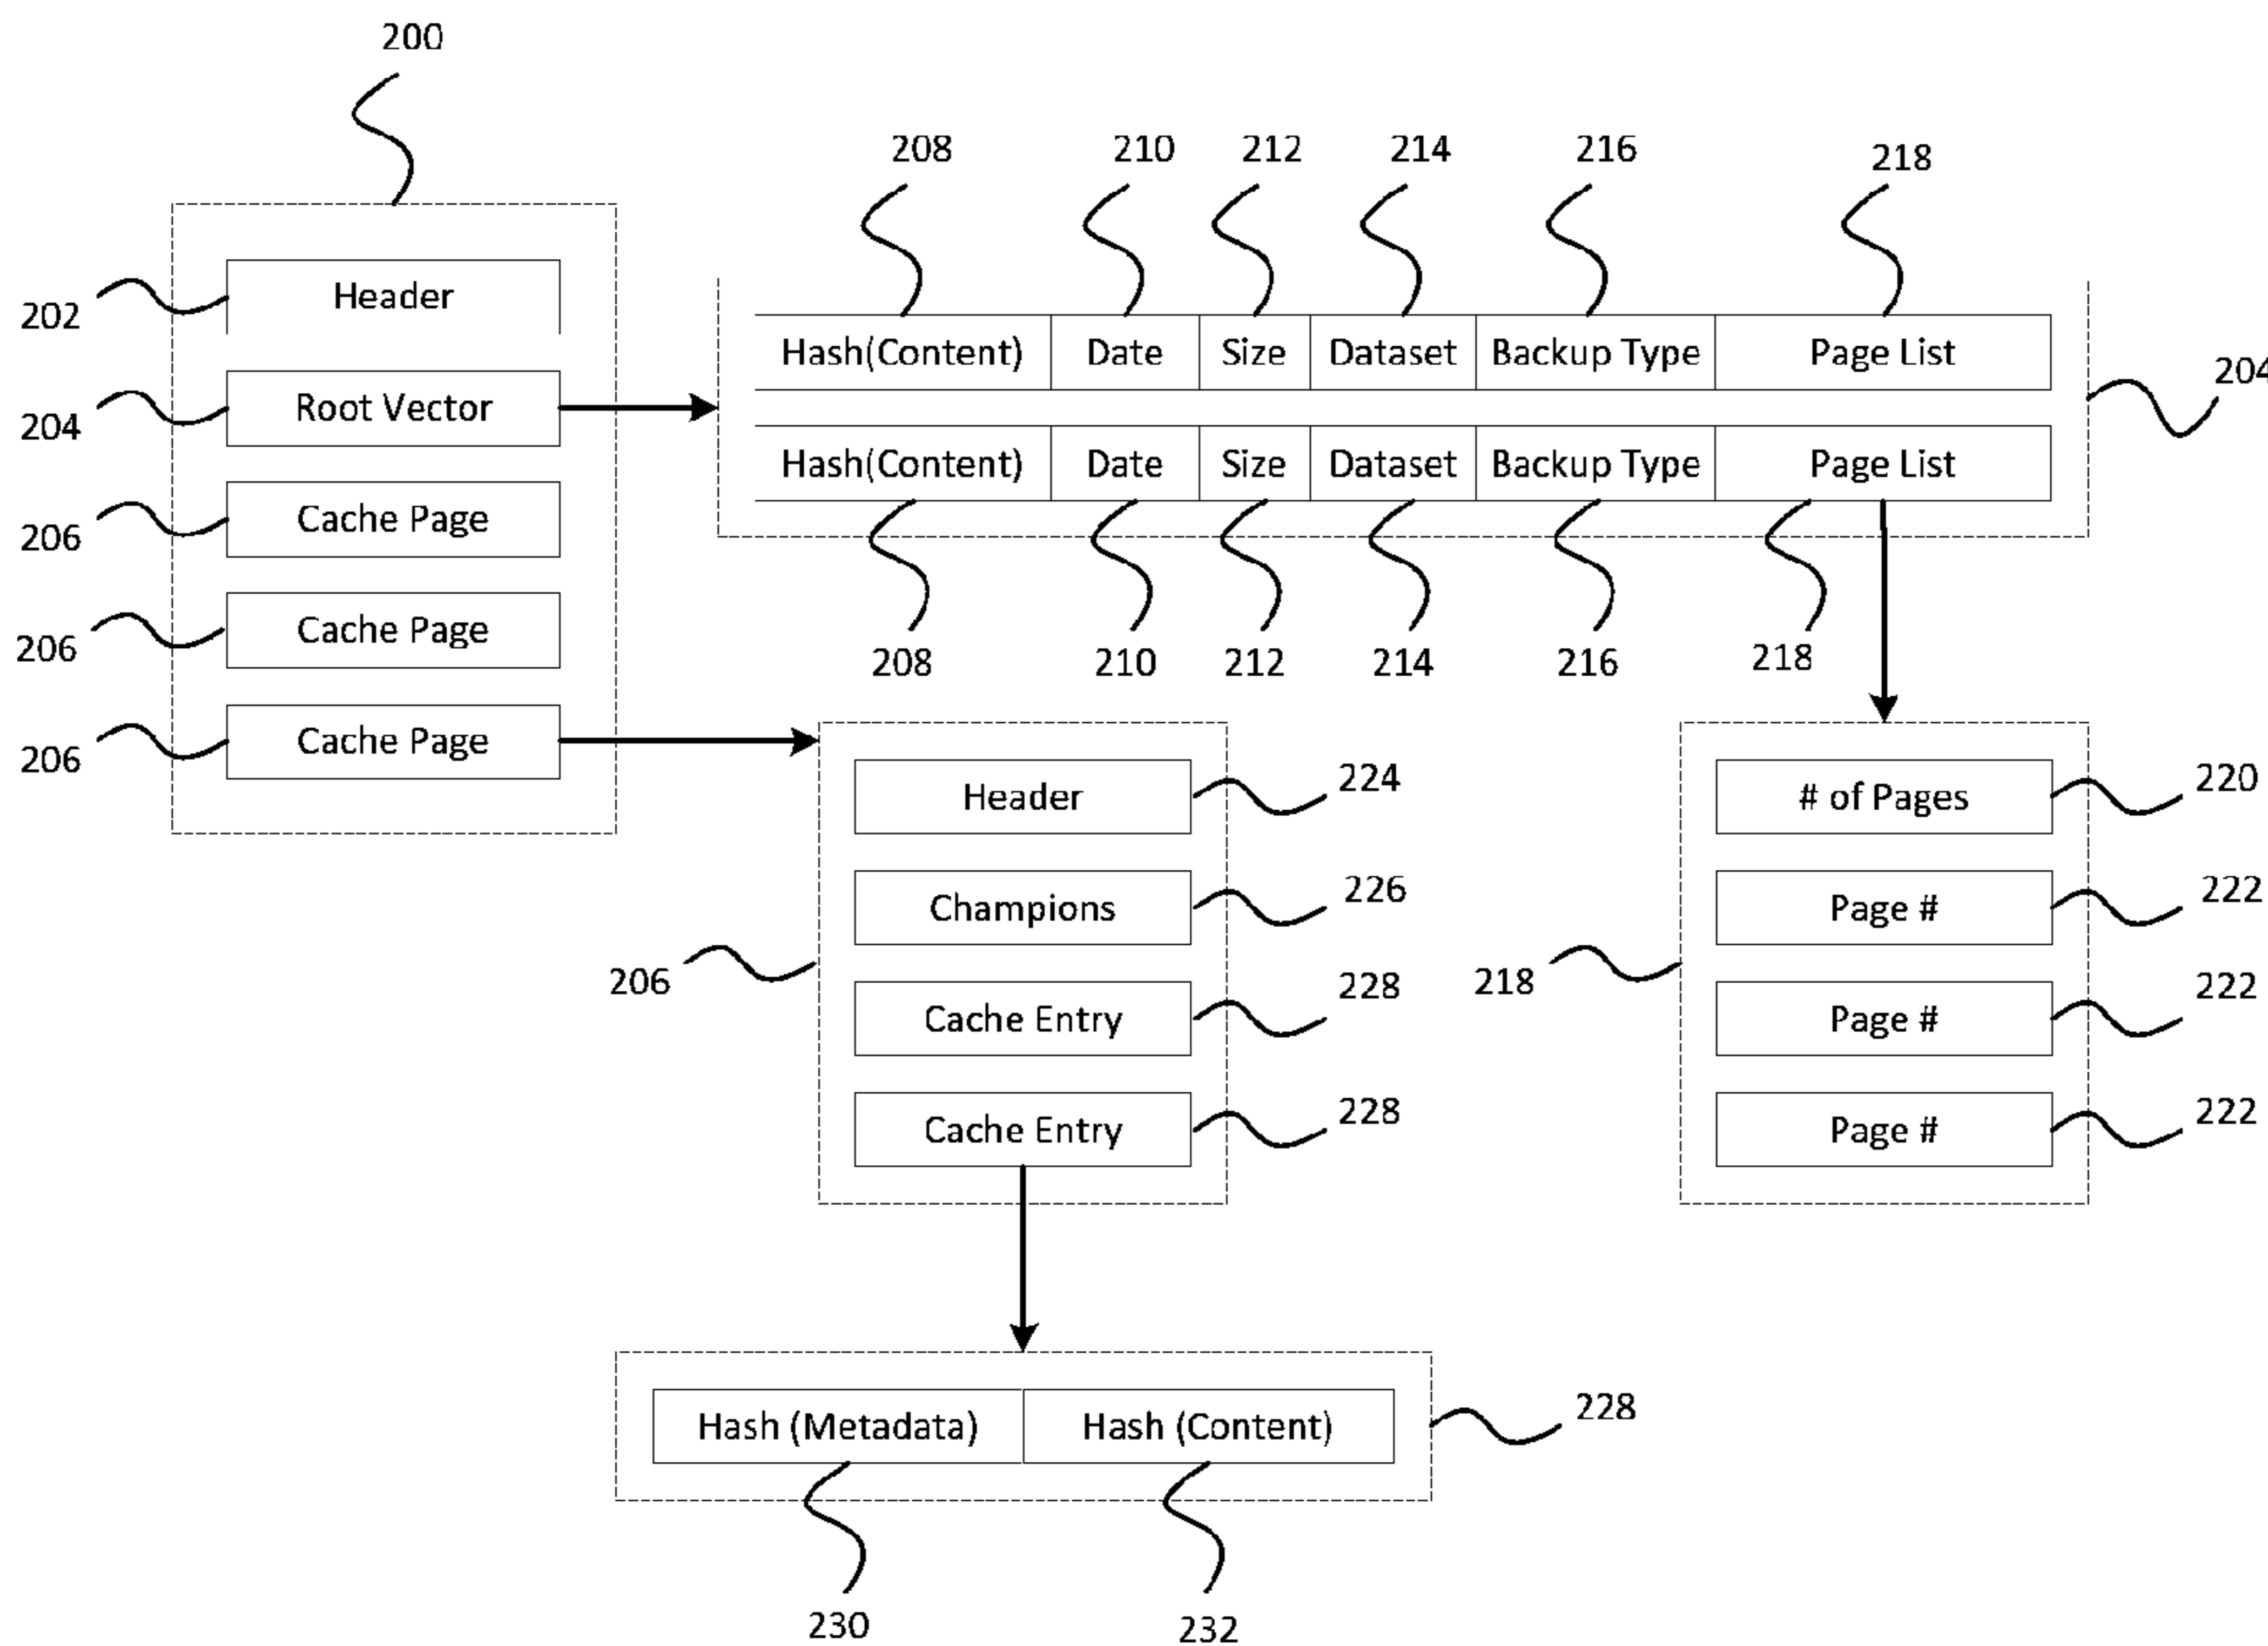 200
208 210 212 214 216 218
202 Header
Hash(Content) Date Size Dataset Backup Type Page List
204
204 Root Vector
Hash(Content) Date Size Dataset Backup Type Page List
206 Cache Page
206 Cache Page
208 210 212 214 216 218
206 Cache Page
Header 224
# of Pages 220
Champions 226
Page # 222
206
218
Cache Entry 228
Page # 222
Cache Entry 228
Page # 222
Hash (Metadata) Hash (Content) 228
230 232